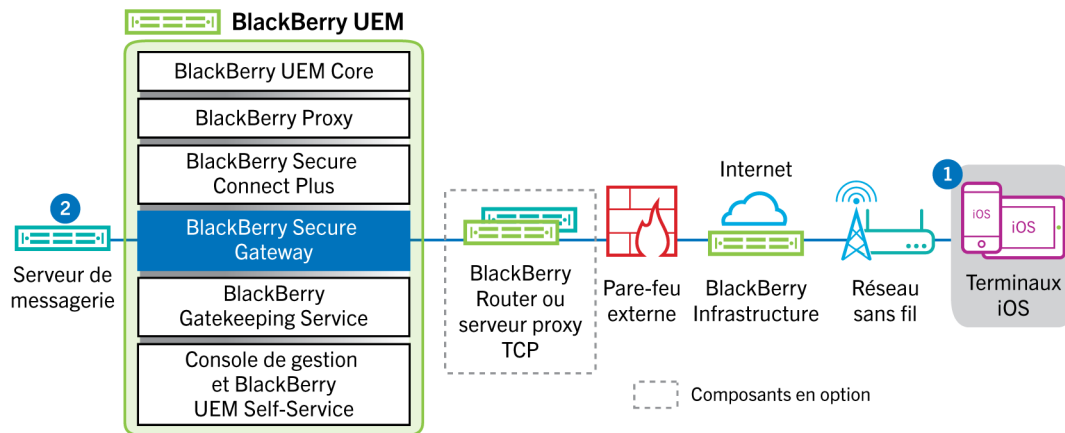 BlackBerry UEM
BlackBerry UEM Core
BlackBerry Proxy
BlackBerry Secure
Connect Plus
BlackBerry Secure
Gateway
BlackBerry
Gatekeeping Service
Console de gestion
et BlackBerry
UEM Self-Service
2
Serveur de
messagerie
BlackBerry
Router ou
serveur proxy
TCP
Pare-feu
externe
Internet
BlackBerry
Infrastructure
Réseau
sans fil
1
iOS
iOS
Terminaux
iOS
Composants en option